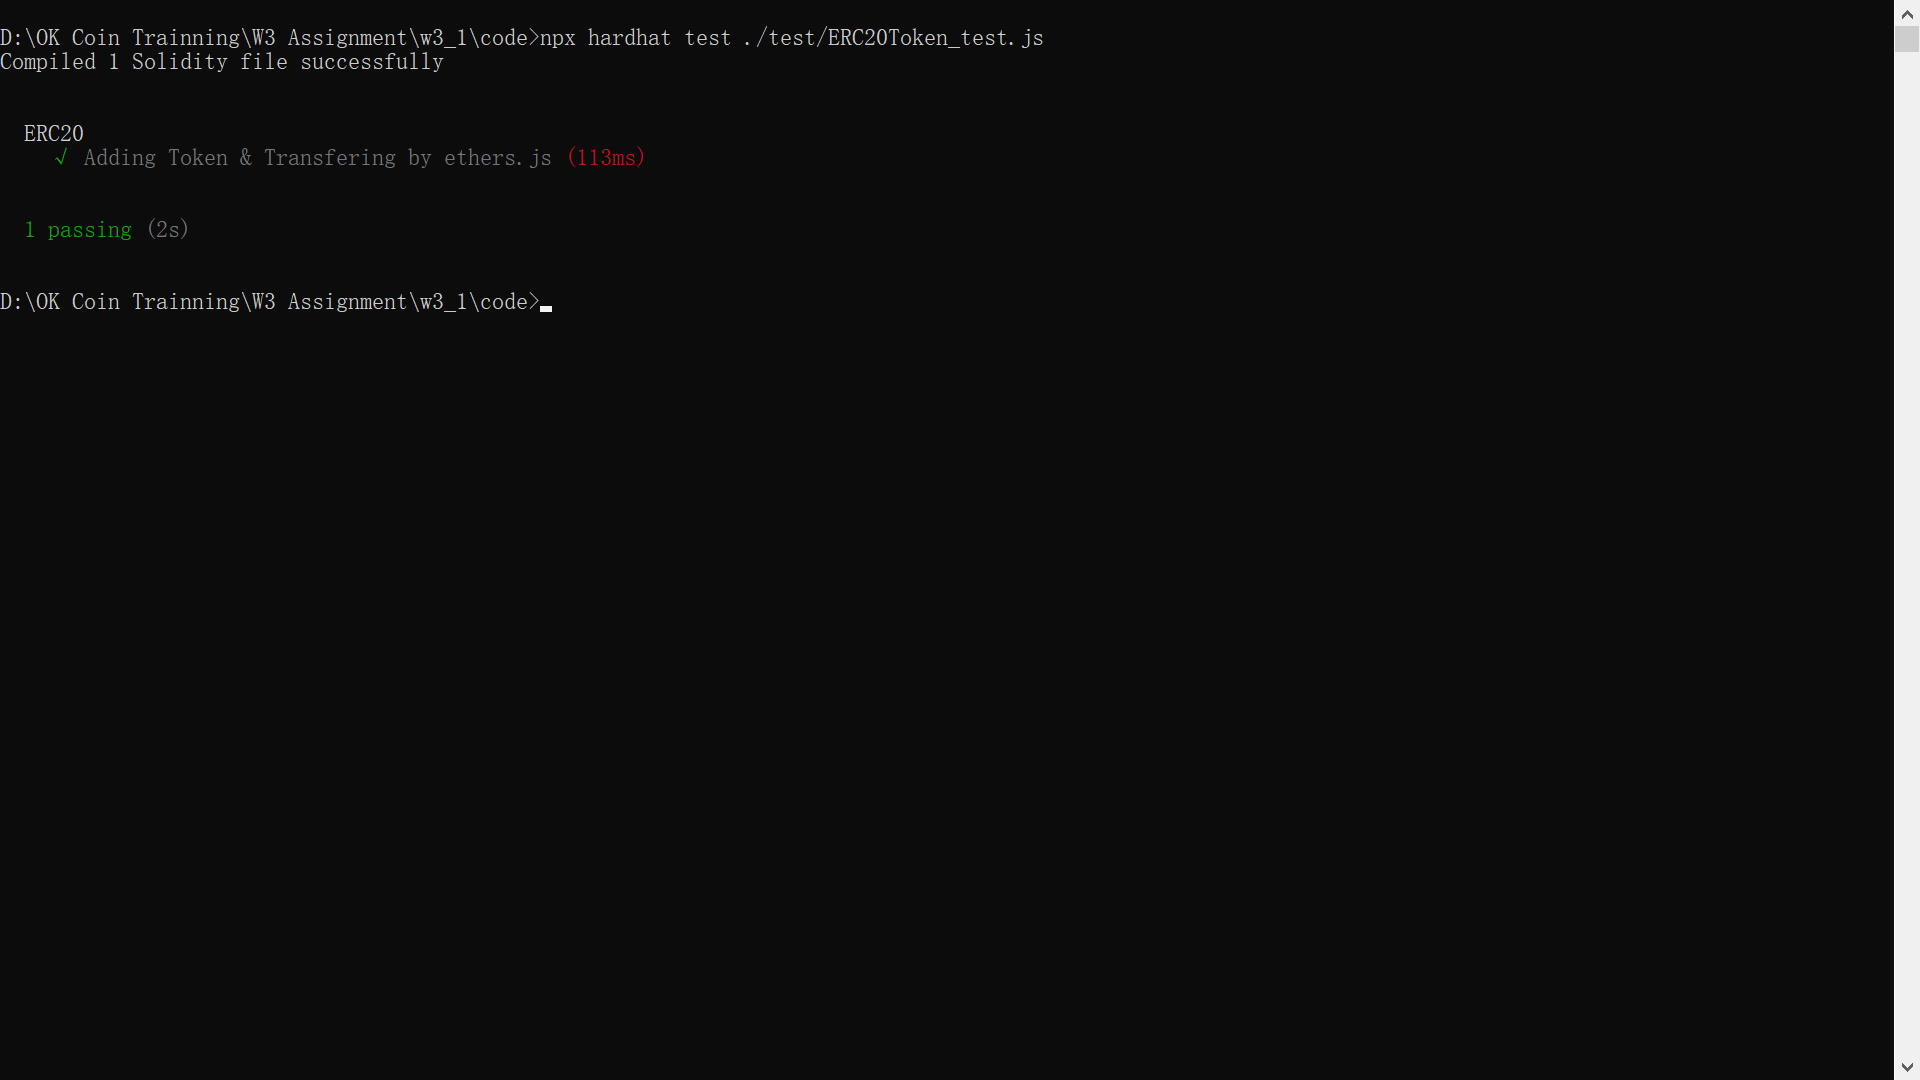 D:\OK Coin Trainning\W3 Assignment\w3_1\code>npx hardhat test ./test/ERC20Token_test.js
Compiled 1 Solidity file successfully
ERC20
√ Adding Token & Transfering by ethers.js (113ms)
1 passing (2s)
D:\OK Coin Trainning\W3 Assignment\w3_1\code>